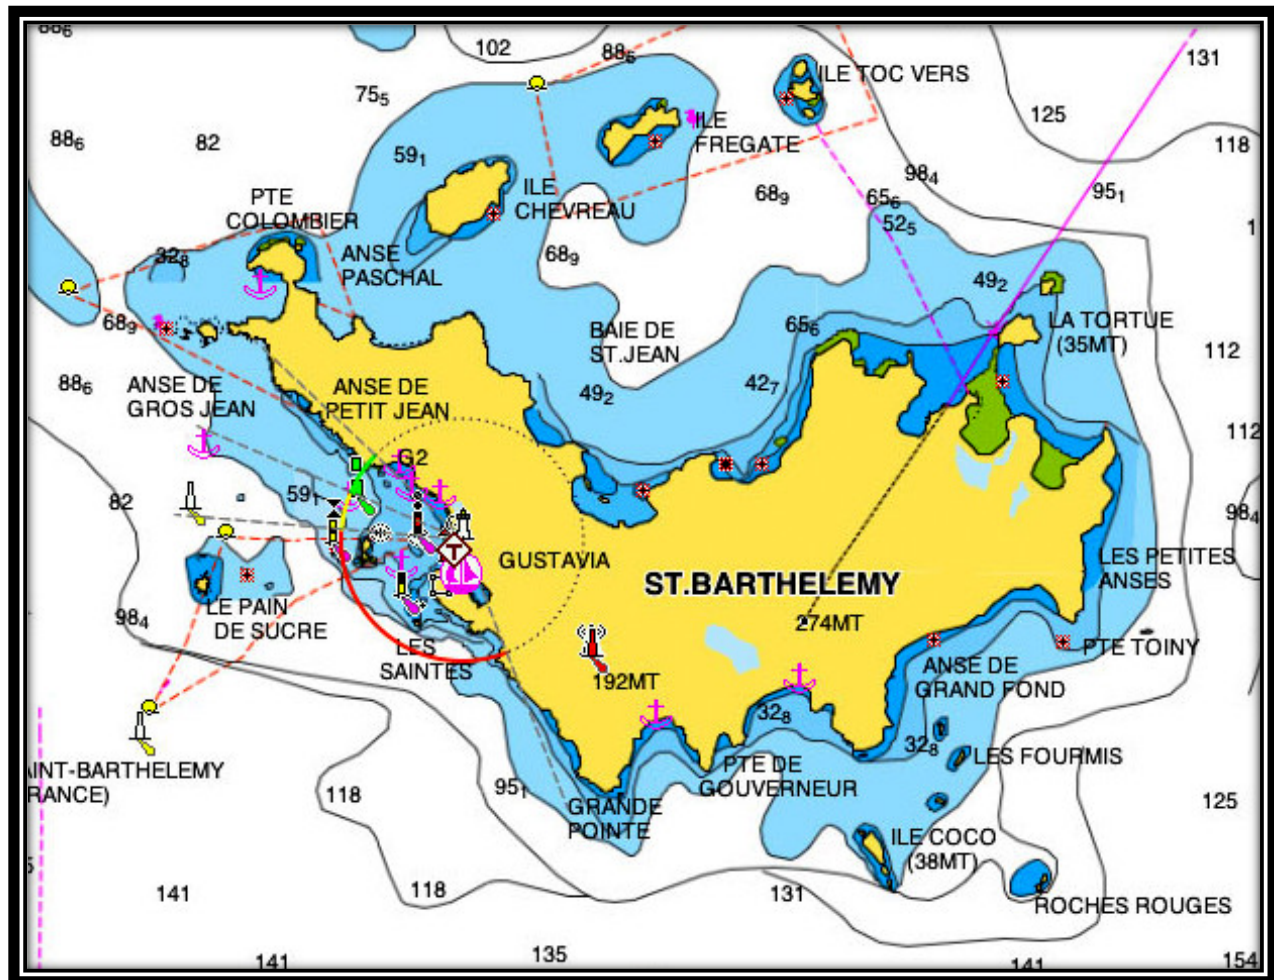 88₆
102
88₅
131
ILE TOC VERS
75₅
125
ILE
FREGATE
88₆
82
59₁
118
98₄
95₁
PTE
COLOMBIER
ILE
CHEVREAU
68₉
65₆
52₅
1
32₈
ANSE
PASCHAL
68₉
49₂
68₉
BAIE DE
ST.JEAN
65₆
LA TORTUE
(35MT)
112
88₆
ANSE DE
GROS JEAN
ANSE DE
PETIT JEAN
49₂
42₇
112
G2
82
59₁
98₄
GUSTAVIA
ST.BARTHELEMY
LES PETITES
ANSES
98₄
LE PAIN
DE SUCRE
274MT
LES
SAINTES
PTE TOINY
192MT
ANSE DE
GRAND FOND
32₈
32₈
LES FOURMIS
AINT-BARTHELEMY
RANCE)
118
95₁
PTE DE
GOUVERNEUR
125
GRANDE
POINTE
ILE COCO
(38MT)
141
118
131
ROCHES ROUGES
135
141
141
154